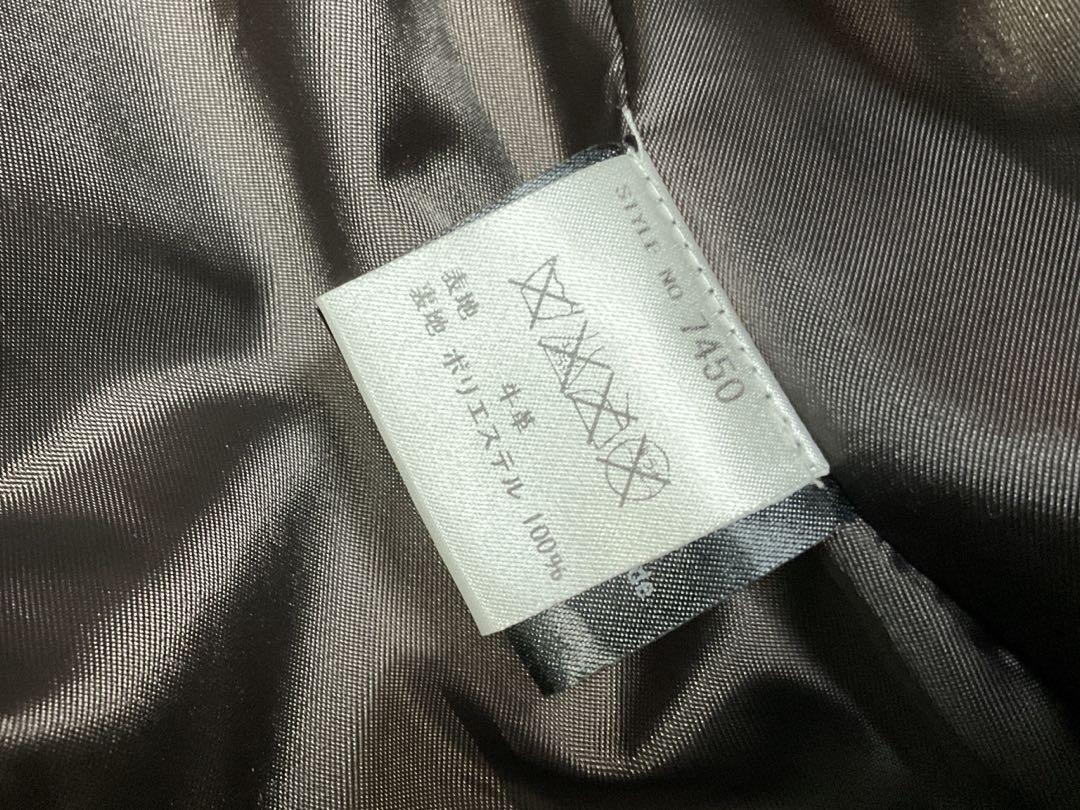 STYLE NO 7450
表地 牛革
裏地 ポリエステル 100%